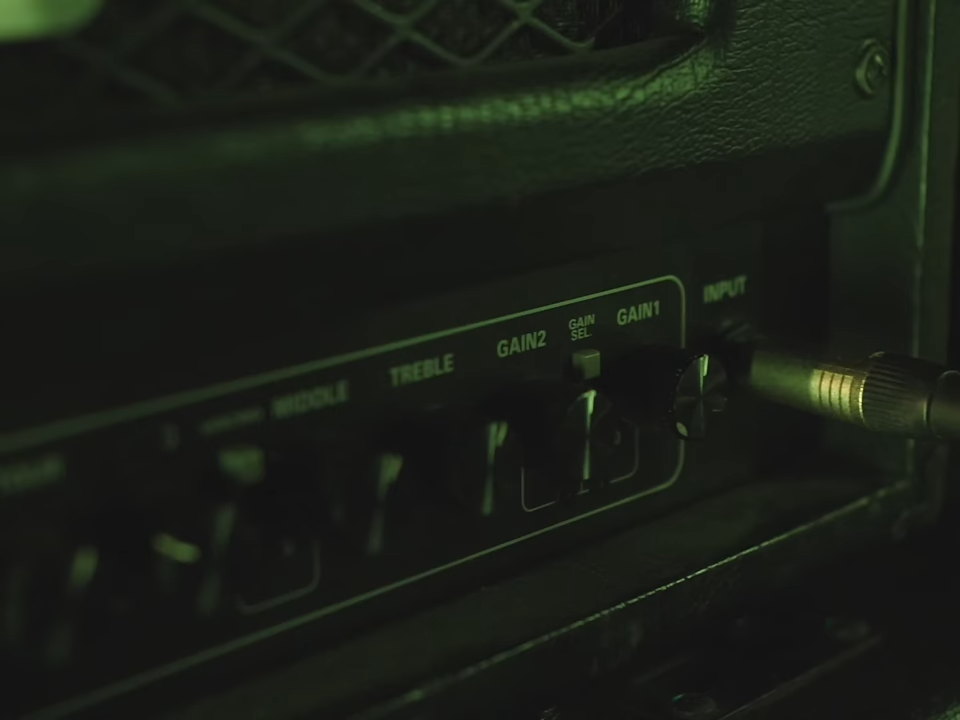 INPUT
GAIN1
GAIN
SEL.
GAIN2
TREBLE
MIDDLE